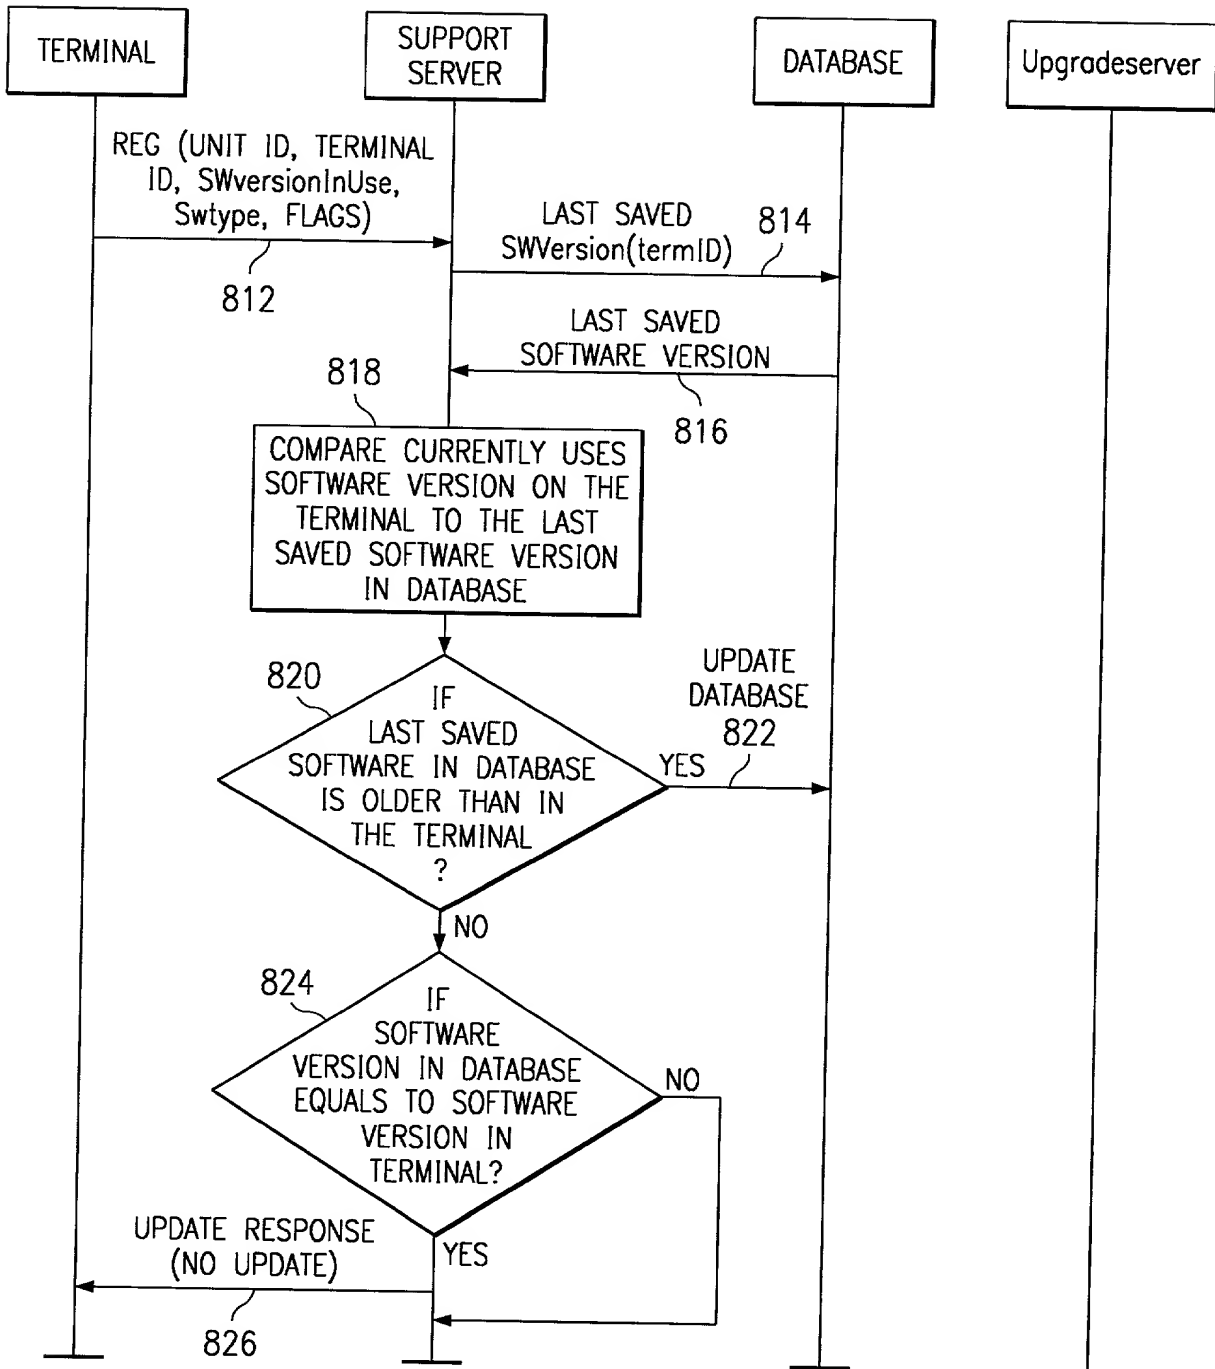 TERMINAL
SUPPORT
SERVER
DATABASE
Upgradeserver
REG (UNIT ID, TERMINAL
ID, SWversionInUse,
Swtype, FLAGS)
812
LAST SAVED
SWVersion(termID)
814
LAST SAVED
SOFTWARE VERSION
816
818
COMPARE CURRENTLY USES
SOFTWARE VERSION ON THE
TERMINAL TO THE LAST
SAVED SOFTWARE VERSION
IN DATABASE
820
IF
LAST SAVED
SOFTWARE IN DATABASE
IS OLDER THAN IN
THE TERMINAL
?
YES
UPDATE
DATABASE
822
NO
824
IF
SOFTWARE
VERSION IN DATABASE
EQUALS TO SOFTWARE
VERSION IN
TERMINAL?
NO
YES
UPDATE RESPONSE
(NO UPDATE)
826